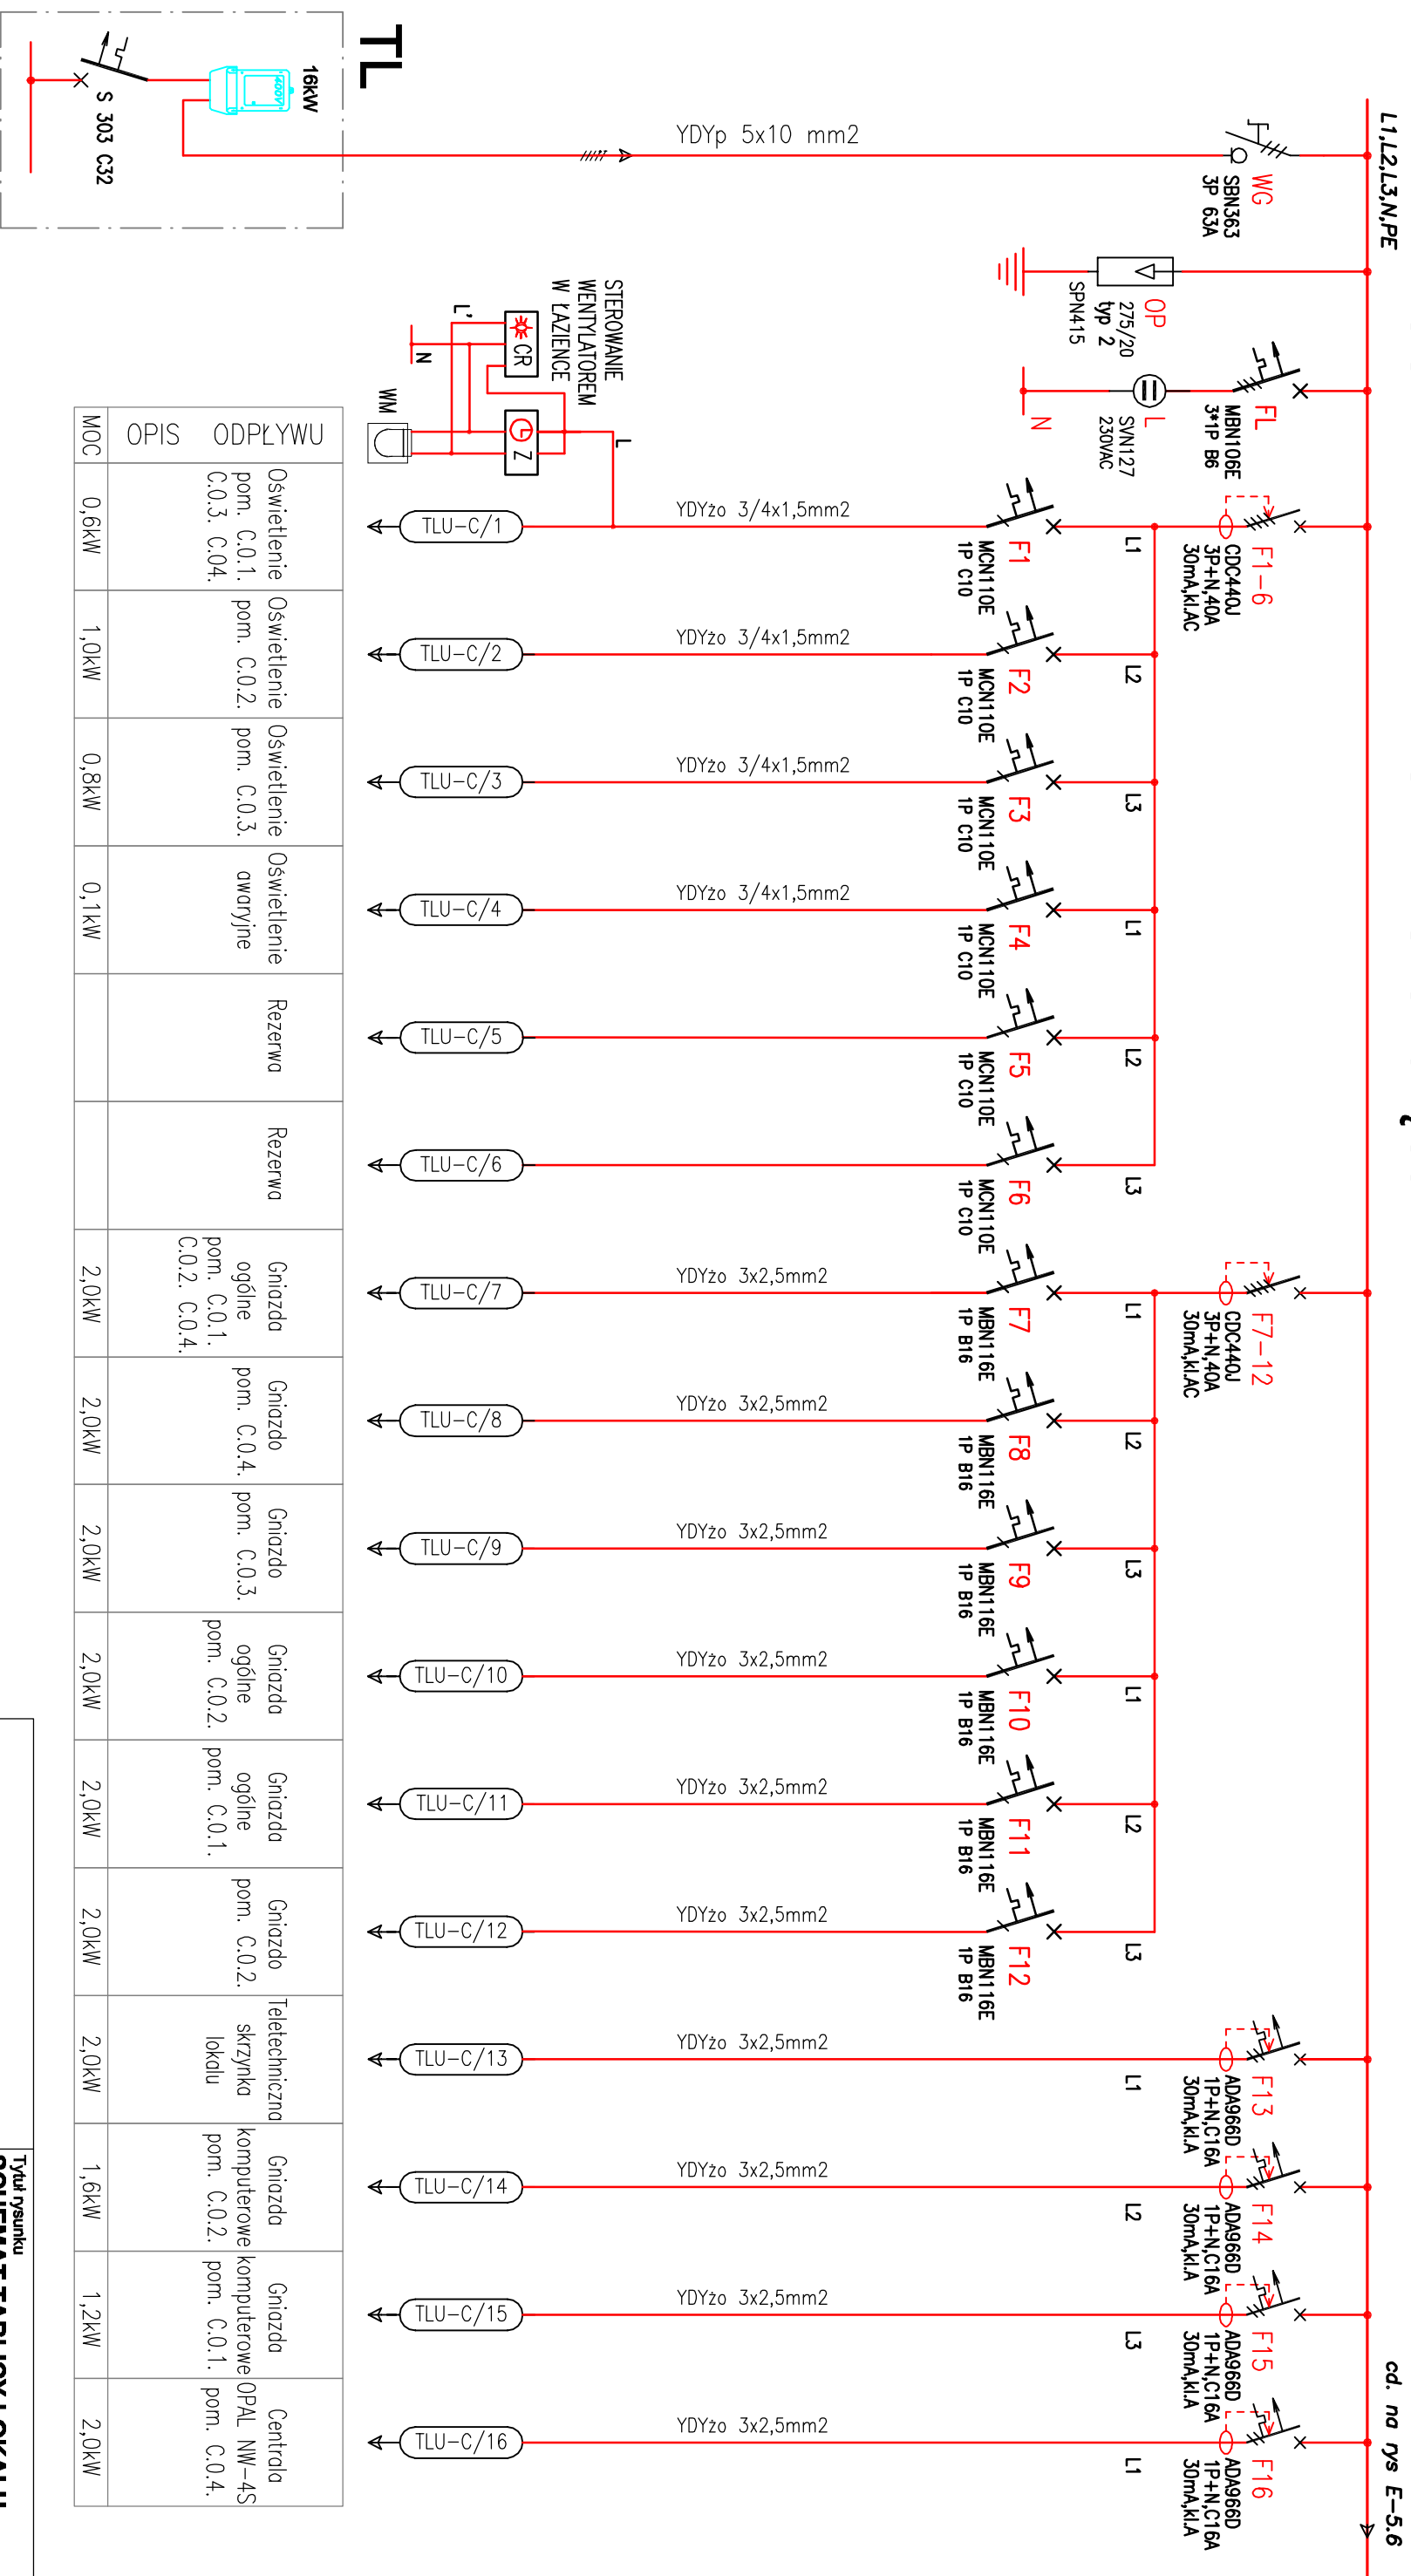 L1,L2,L3,N,PE
cd. na rys E-5.6
TL
16kW
400V
S 303 C32
YDYp 5x10 mm2
WG
SBN363
3P 63A
OP
275/20
typ 2
SPN415
FL
MBN106E
3*1P B6
L
SVN127
230VAC
N
STEROWANIE
WENTYLATOREM
W ŁAZIENCE
L'
N
CR
Z
L
WM
F1-6
CDC440J
3P+N,40A
30mA,kl.AC
F7-12
CDC440J
3P+N,40A
30mA,kl.AC
F13
ADA966D
1P+N,C16A
30mA,kl.A
F14
ADA966D
1P+N,C16A
30mA,kl.A
F15
ADA966D
1P+N,C16A
30mA,kl.A
F16
ADA966D
1P+N,C16A
30mA,kl.A
L1
L2
L3
L1
L2
L3
L1
L2
L3
L1
L2
L3
L1
L2
L3
L1
F1
MCN110E
1P C10
F2
MCN110E
1P C10
F3
MCN110E
1P C10
F4
MCN110E
1P C10
F5
MCN110E
1P C10
F6
MCN110E
1P C10
F7
MBN116E
1P B16
F8
MBN116E
1P B16
F9
MBN116E
1P B16
F10
MBN116E
1P B16
F11
MBN116E
1P B16
F12
MBN116E
1P B16
YDYżo 3/4x1,5mm2
YDYżo 3/4x1,5mm2
YDYżo 3/4x1,5mm2
YDYżo 3/4x1,5mm2
YDYżo 3x2,5mm2
YDYżo 3x2,5mm2
YDYżo 3x2,5mm2
YDYżo 3x2,5mm2
YDYżo 3x2,5mm2
YDYżo 3x2,5mm2
YDYżo 3x2,5mm2
YDYżo 3x2,5mm2
YDYżo 3x2,5mm2
YDYżo 3x2,5mm2
TLU-C/1
TLU-C/2
TLU-C/3
TLU-C/4
TLU-C/5
TLU-C/6
TLU-C/7
TLU-C/8
TLU-C/9
TLU-C/10
TLU-C/11
TLU-C/12
TLU-C/13
TLU-C/14
TLU-C/15
TLU-C/16
ODPŁYWU
OPIS
MOC
Oświetlenie
pom. C.0.1.
C.0.3. C.04.
0,6kW
Oświetlenie
pom. C.0.2.
1,0kW
Oświetlenie
pom. C.0.3.
0,8kW
Oświetlenie
awaryjne
0,1kW
Rezerwa
Rezerwa
Gniazda
ogólne
pom. C.0.1.
C.0.2. C.0.4.
2,0kW
Gniazdo
pom. C.0.4.
2,0kW
Gniazdo
pom. C.0.3.
2,0kW
Gniazda
ogólne
pom. C.0.2.
2,0kW
Gniazda
ogólne
pom. C.0.1.
2,0kW
Gniazdo
pom. C.0.2.
2,0kW
Teletechniczna
skrzynka
lokalu
2,0kW
Gniazda
komputerowe
pom. C.0.2.
1,6kW
Gniazda
komputerowe
pom. C.0.1.
1,2kW
Centrala
OPAL NW-4S
pom. C.0.4.
2,0kW
Tytuł rysunku
SCHEMAT TABLICY LOKALU